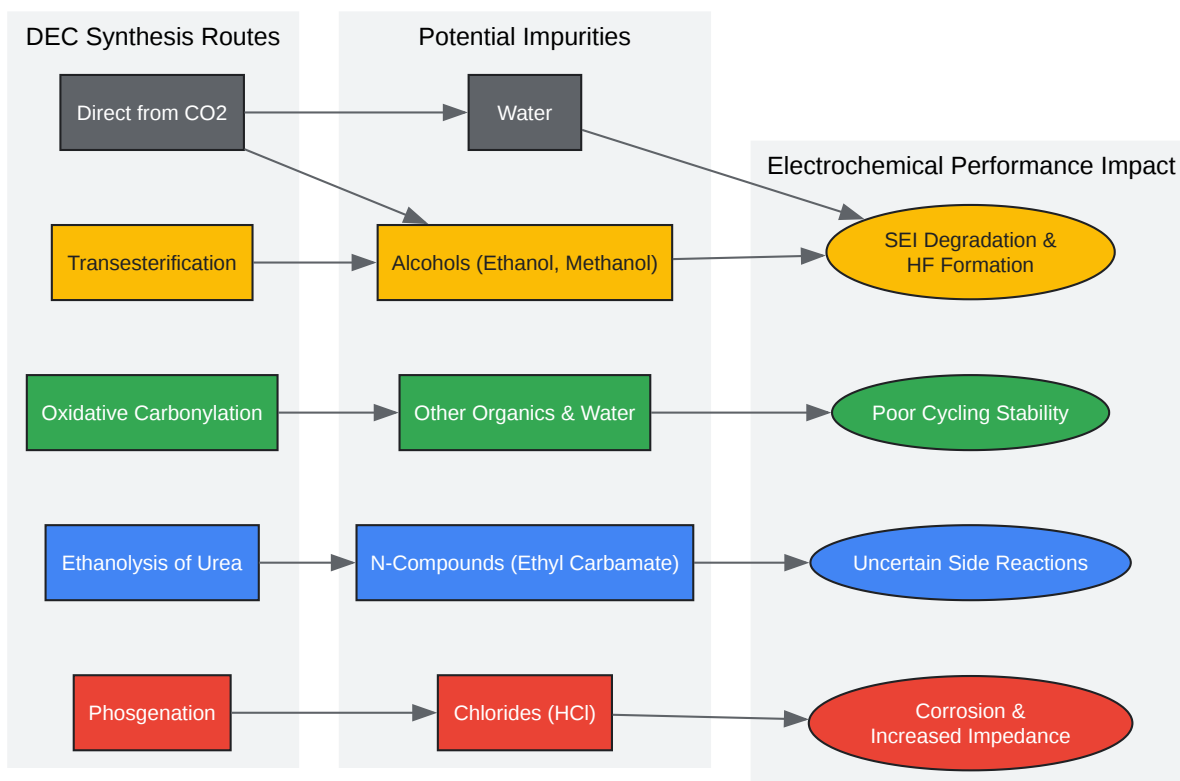 DEC Synthesis Routes
Potential Impurities
Direct from CO2
Water
Electrochemical Performance Impact
Transesterification
Alcohols (Ethanol, Methanol)
SEI Degradation &
HF Formation
Oxidative Carbonylation
Other Organics & Water
Poor Cycling Stability
Ethanolysis of Urea
N-Compounds (Ethyl Carbamate)
Uncertain Side Reactions
Phosgenation
Chlorides (HCl)
Corrosion &
Increased Impedance